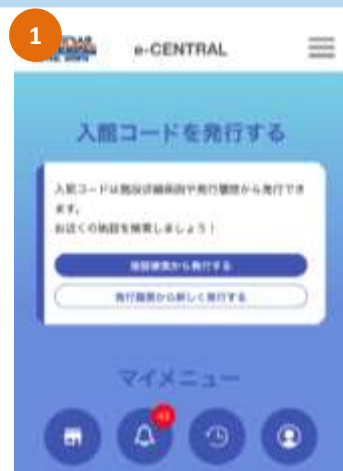 1
e-CENTRAL
入館コードを発行する
入館コードは施設詳細画面や発行履歴から発行でき
ます。
お近くの施設を検索しましょう！
施設検索から発行する
発行履歴から新しく発行する
マイメニュー